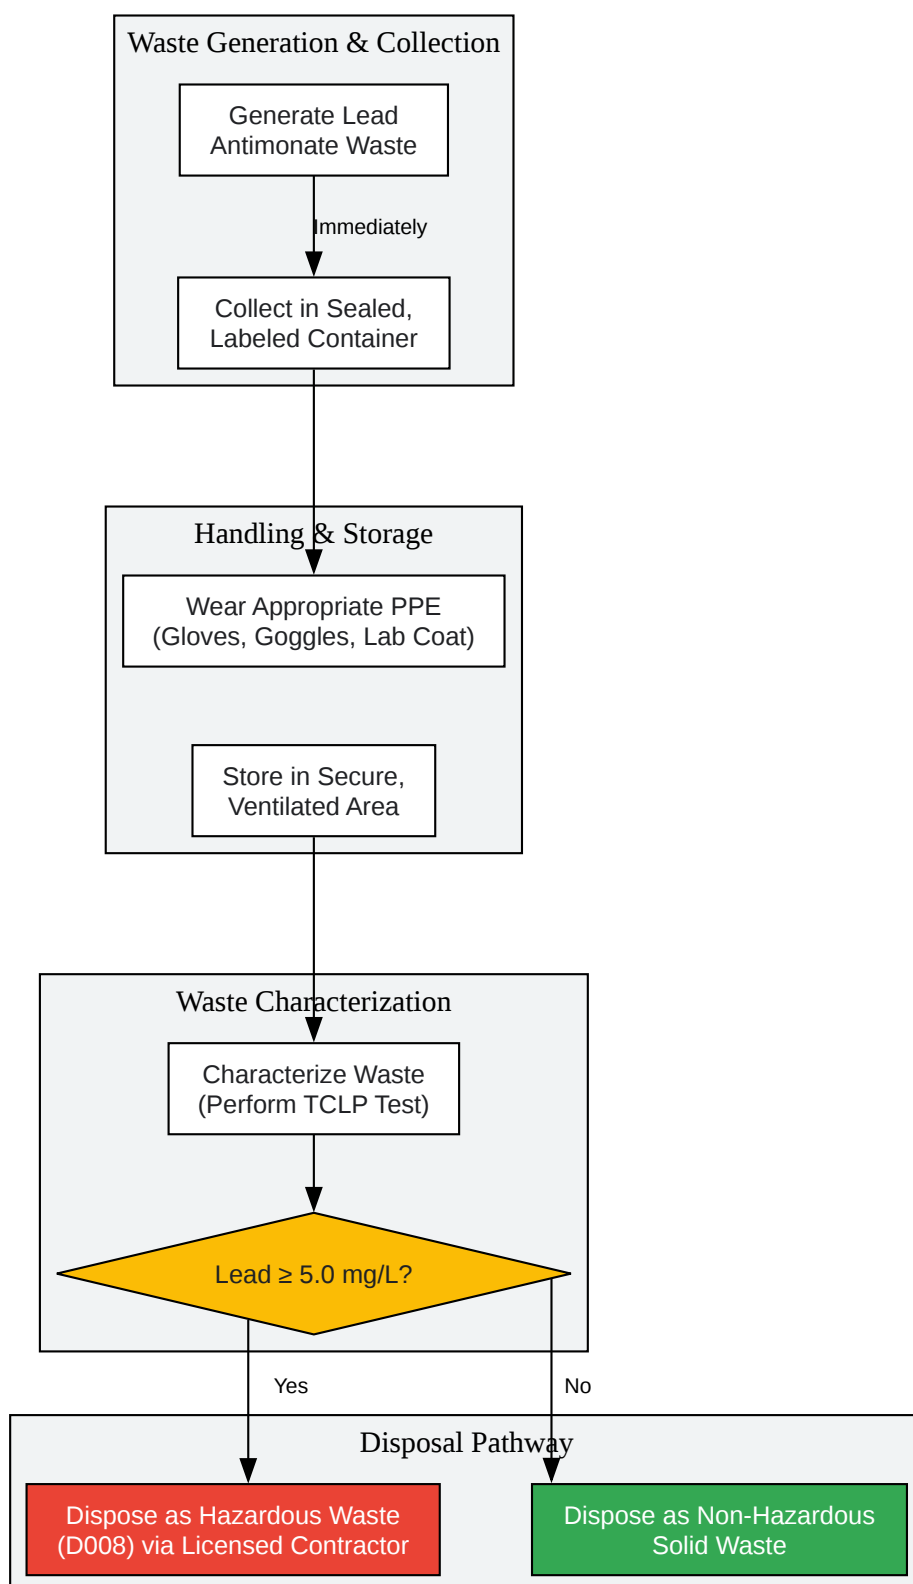 Waste Generation & Collection
Generate Lead
Antimonate Waste
Immediately
Collect in Sealed,
Labeled Container
Handling & Storage
Wear Appropriate PPE
(Gloves, Goggles, Lab Coat)
Store in Secure,
Ventilated Area
Waste Characterization
Characterize Waste
(Perform TCLP Test)
Lead ≥ 5.0 mg/L?
Yes
No
Disposal Pathway
Dispose as Hazardous Waste
(D008) via Licensed Contractor
Dispose as Non-Hazardous
Solid Waste